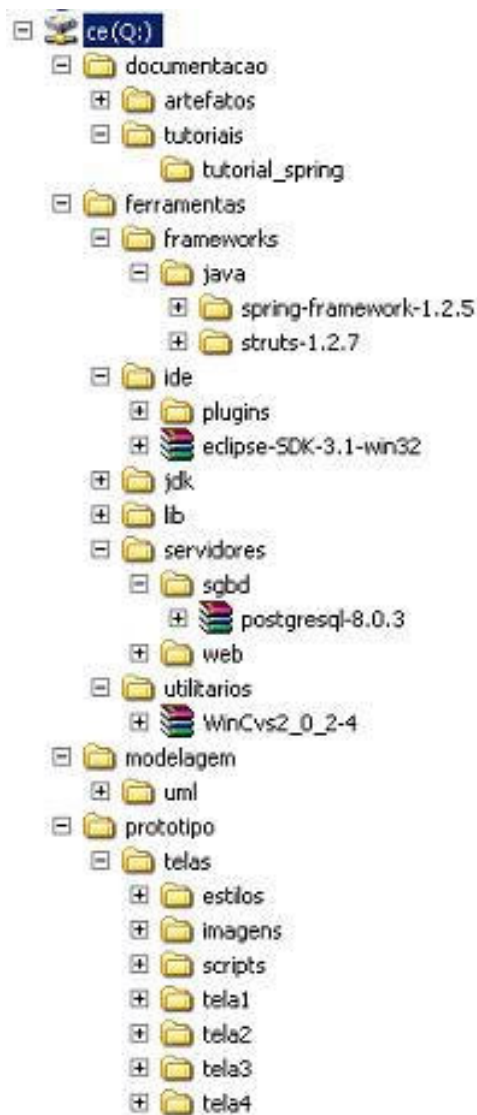 ce (Q:)
documentacao
artefatos
tutoriais
tutorial_spring
ferramentas
frameworks
java
spring-framework-1.2.5
struts-1.2.7
ide
plugins
eclipse-SDK-3.1-win32
jdk
lib
servidores
sgbd
postgresql-8.0.3
web
utilitarios
WinCvs2_0_2-4
modelagem
uml
prototipo
telas
estilos
imagens
scripts
tela1
tela2
tela3
tela4